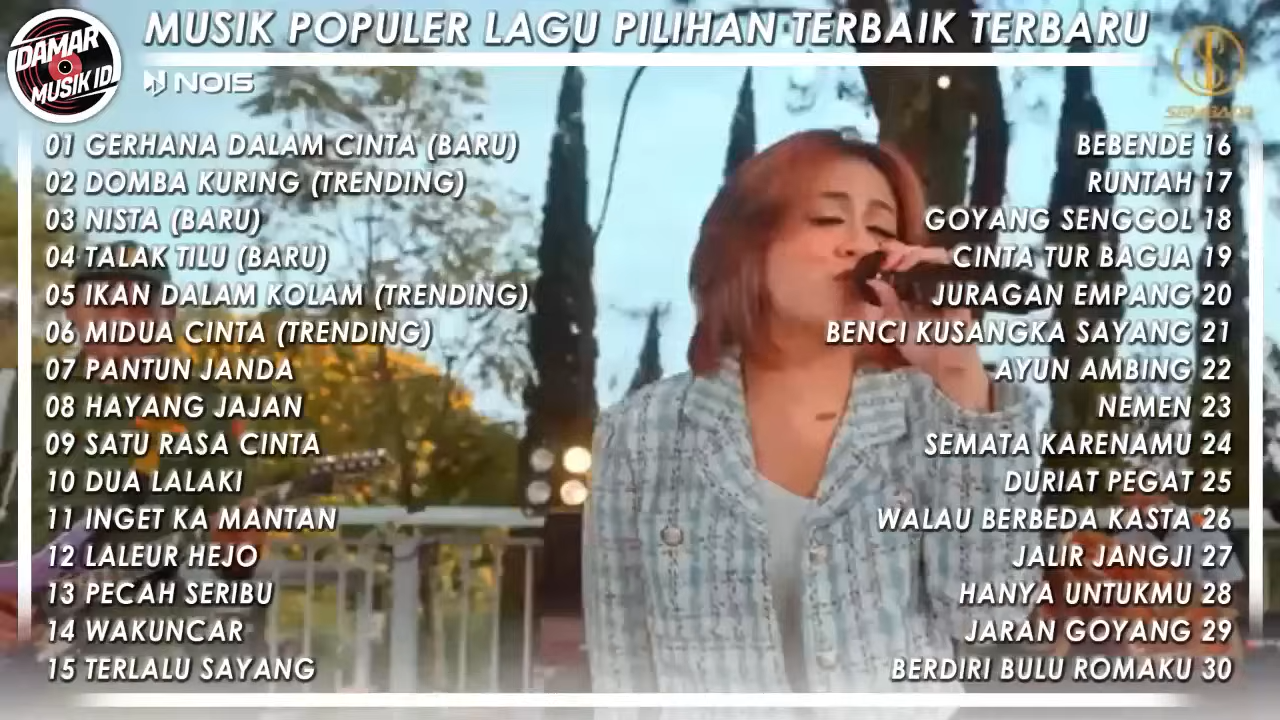 DAMAR
MUSIK ID
MUSIK POPULER LAGU PILIHAN TERBAIK TERBARU
NOIS
01 GERHANA DALAM CINTA (BARU)
02 DOMBA KURING (TRENDING)
03 NISTA (BARU)
04 TALAK TILU (BARU)
05 IKAN DALAM KOLAM (TRENDING)
06 MIDUA CINTA (TRENDING)
07 PANTUN JANDA
08 HAYANG JAJAN
09 SATU RASA CINTA
10 DUA LALAKI
11 INGET KA MANTAN
12 LALEUR HEJO
13 PECAH SERIBU
14 WAKUNCAR
15 TERLALU SAYANG
BEBENDE 16
RUNTAH 17
GOYANG SENGGOL 18
CINTA TUR BAGJA 19
JURAGAN EMPANG 20
BENCI KUSANGKA SAYANG 21
AYUN AMBING 22
NEMEN 23
SEMATA KARENAMU 24
DURIAT PEGAT 25
WALAU BERBEDA KASTA 26
JALIR JANGJI 27
HANYA UNTUKMU 28
JARAN GOYANG 29
BERDIRI BULU ROMAKU 30